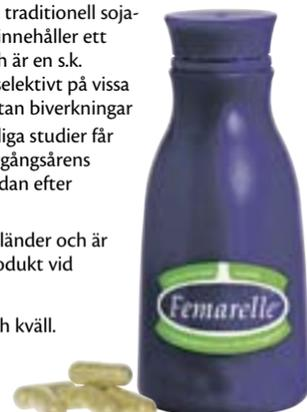 traditionell soja-
innehåller ett
h är en s.k.
selektivt på vissa
tan biverkningar
liga studier får
gångsårens
dan efter
länder och är
odukt vid
h kväll.
Femarelle